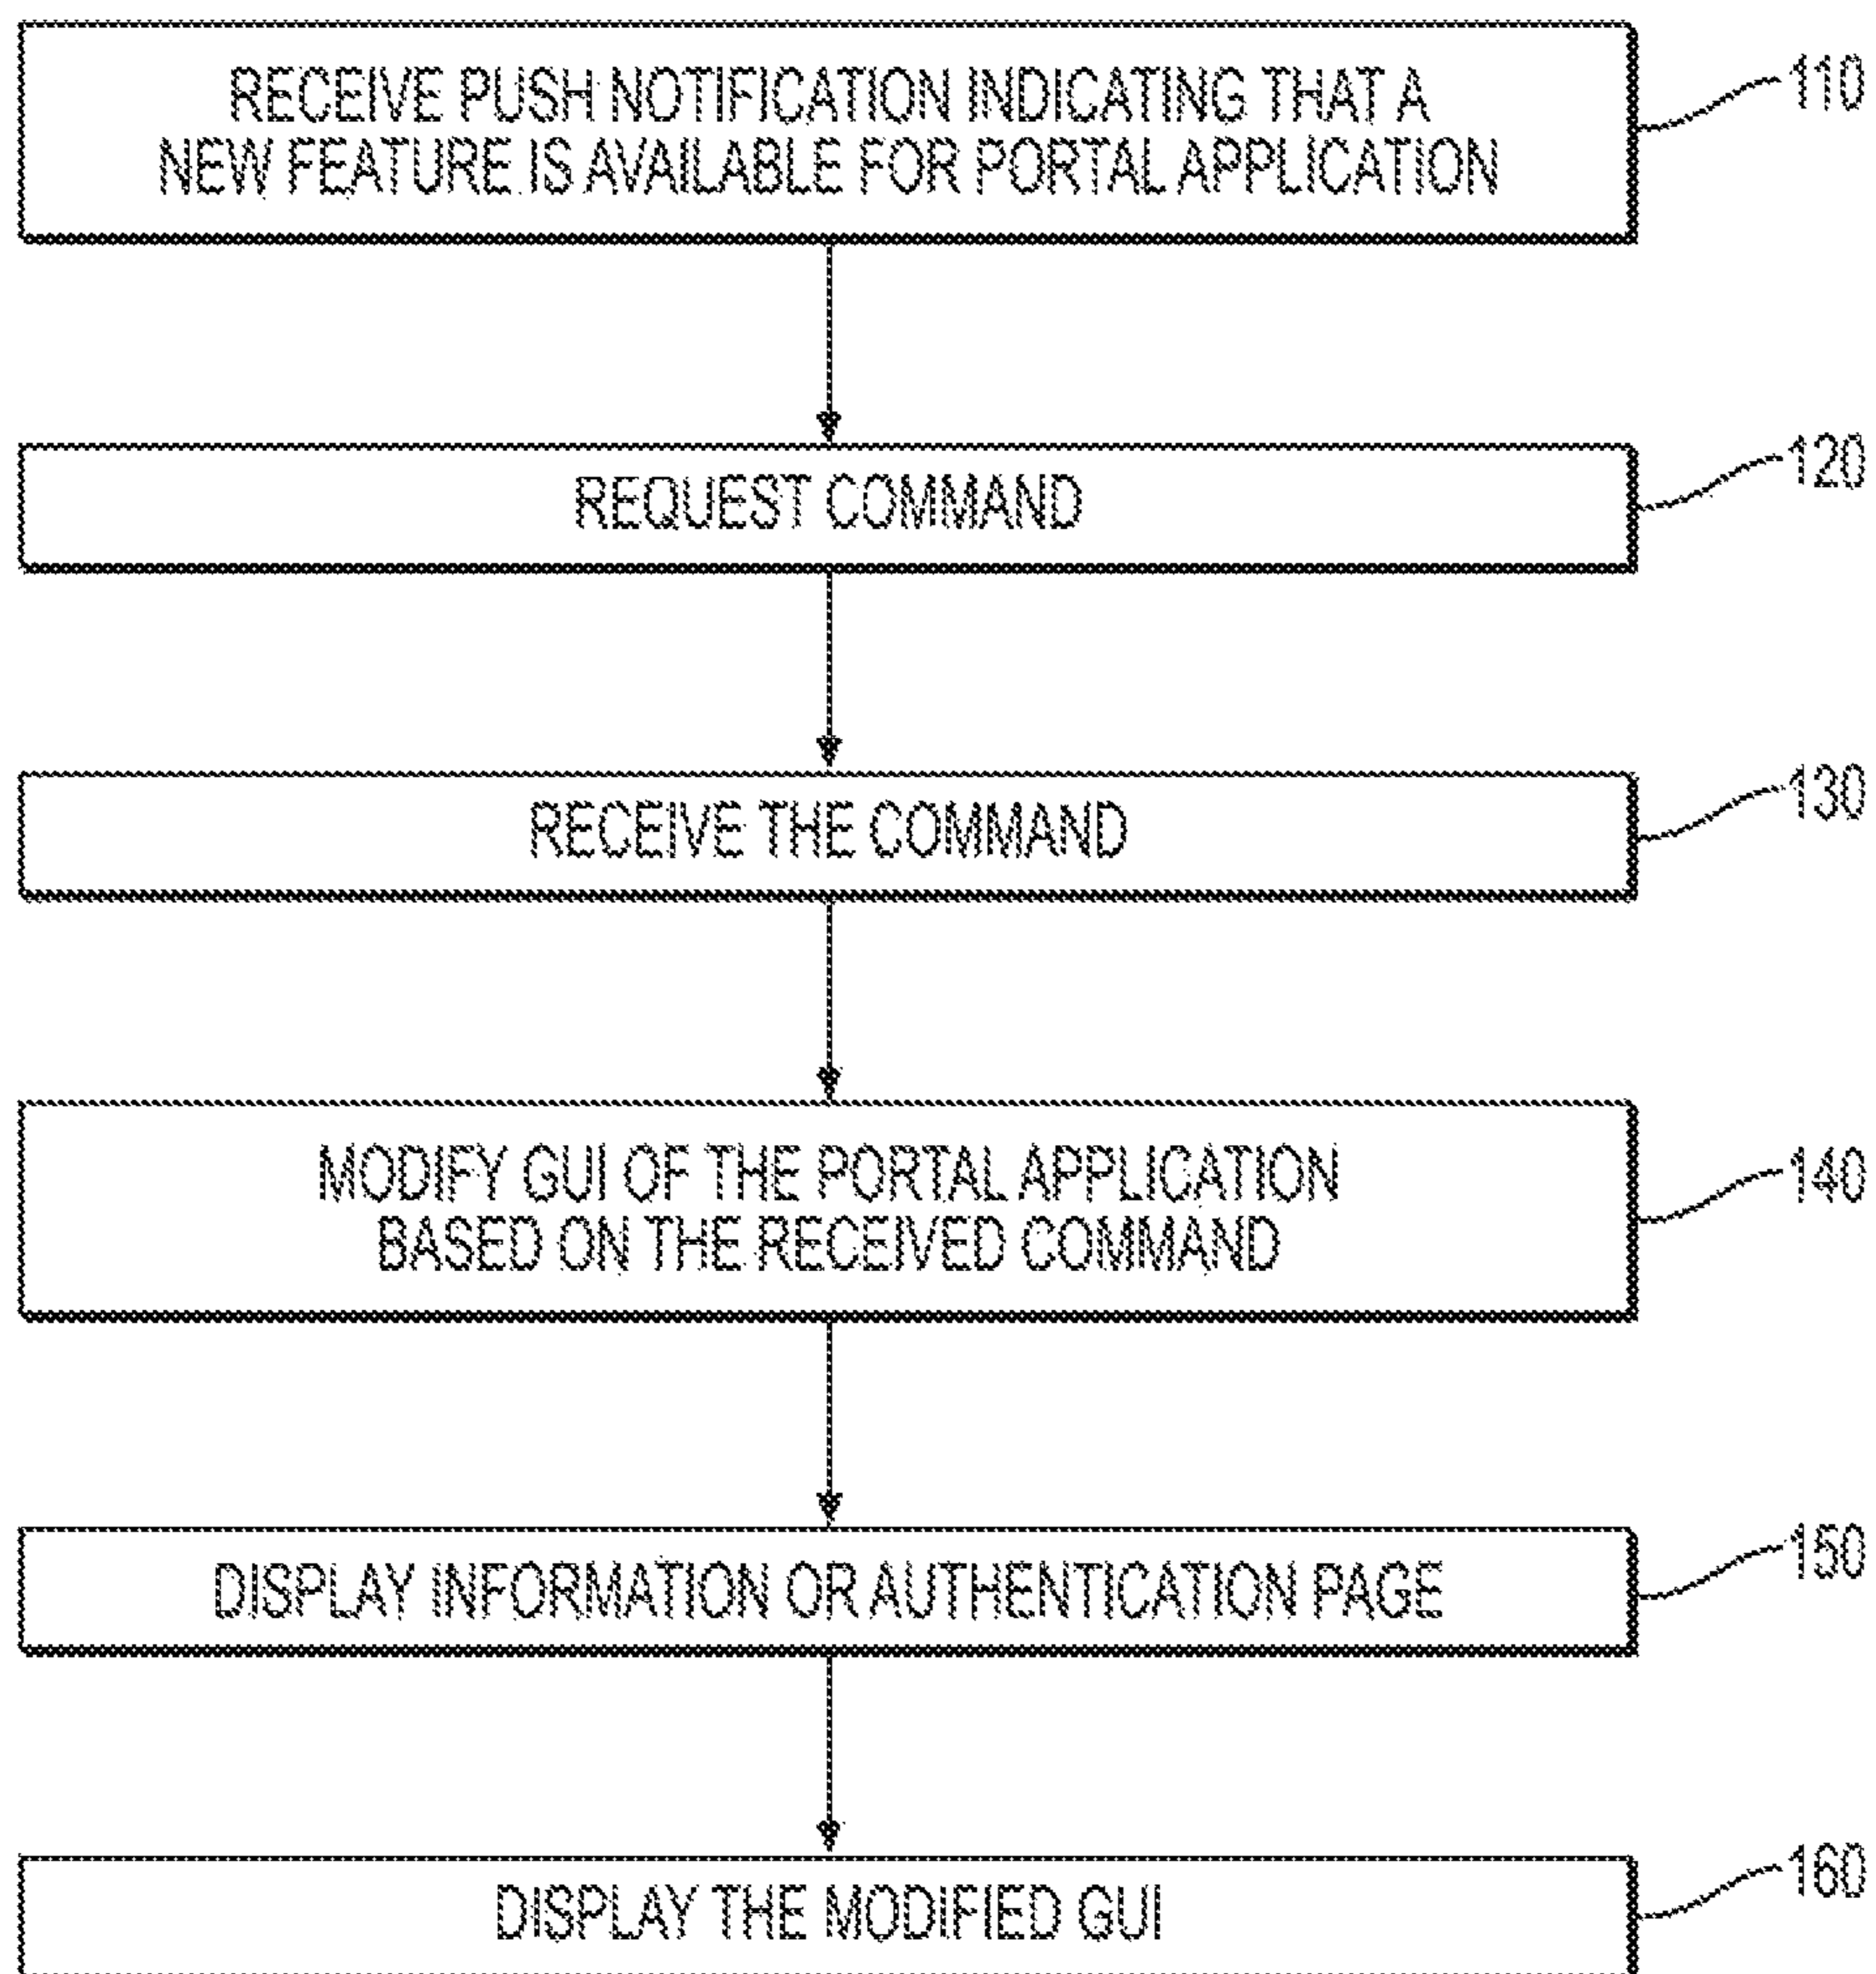 RECEIVE PUSH NOTIFICATION INDICATING THAT A
NEW FEATURE IS AVAILABLE FOR PORTAL APPLICATION
110
REQUEST COMMAND
120
RECEIVE THE COMMAND
130
MODIFY GUI OF THE PORTAL APPLICATION
BASED ON THE RECEIVED COMMAND
140
DISPLAY INFORMATION OR AUTHENTICATION PAGE
150
DISPLAY THE MODIFIED GUI
160